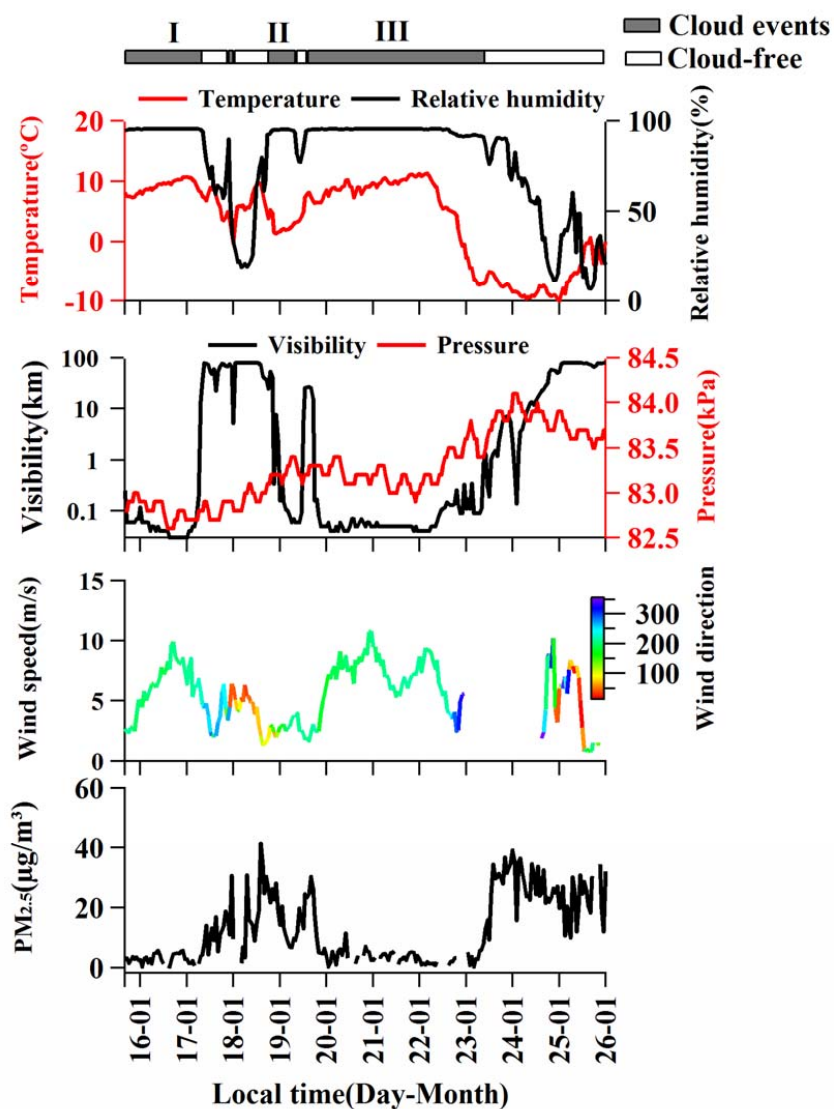 I II III
Cloud events
Cloud-free
Temperature Relative humidity
20
10
0
-10
Temperature(ºC)
100
50
0
Relative humidity(%)
Visibility Pressure
100
10
1
0.1
Visibility(km)
84.5
84.0
83.5
83.0
82.5
Pressure(kPa)
15
10
5
0
Wind speed(m/s)
300
200
100
Wind direction
60
40
20
0
PM2.5(µg/m³)
16-01
17-01
18-01
19-01
20-01
21-01
22-01
23-01
24-01
25-01
26-01
Local time(Day-Month)